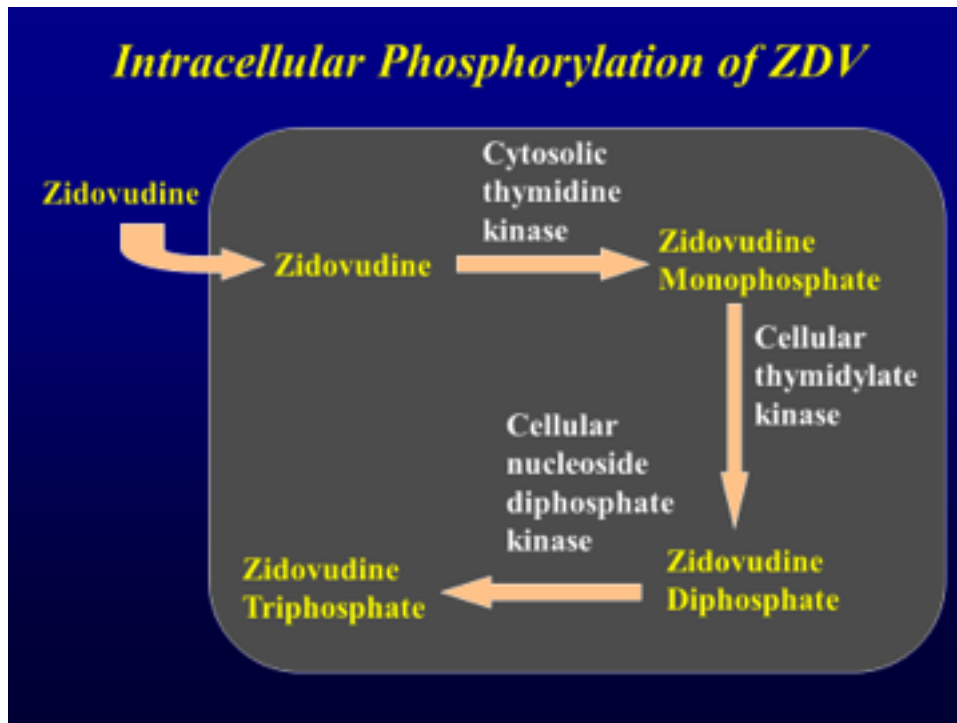 Intracellular Phosphorylation of ZDV
Zidovudine
Zidovudine
Cytosolic
thymidine
kinase
Zidovudine
Monophosphate
Cellular
thymidylate
kinase
Zidovudine
Diphosphate
Cellular
nucleoside
diphosphate
kinase
Zidovudine
Triphosphate